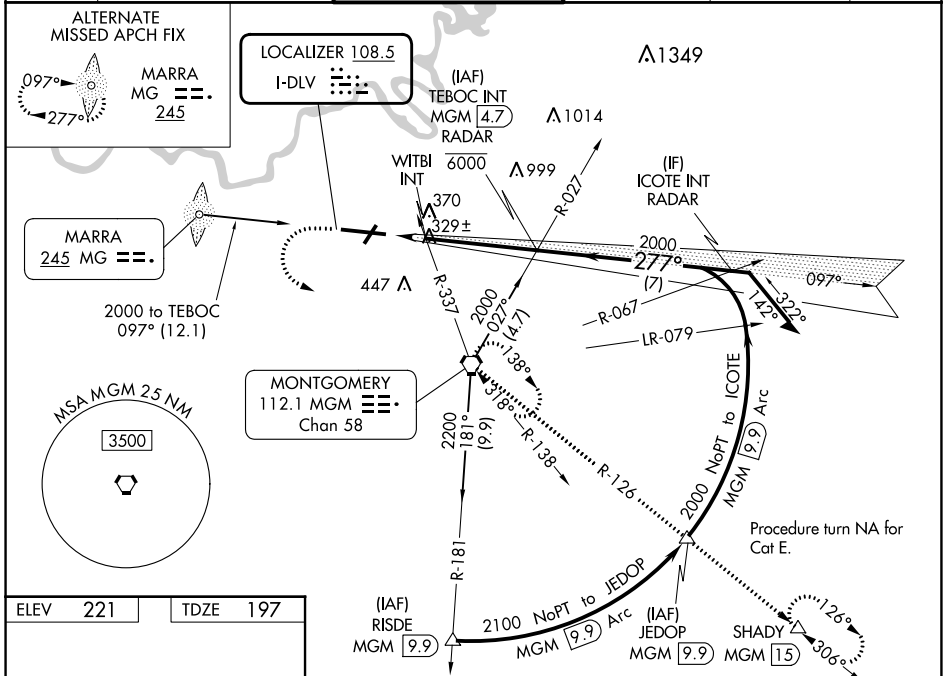 ALTERNATE
MISSED APCH FIX
097°
277°
MARRA
MG
245
LOCALIZER 108.5
I-DLV
1349
(IAF)
TEBOC INT
MGM 4.7
RADAR
6000
1014
999
R-027
WITBI
INT
370
329±
(IF)
ICOTE INT
RADAR
2000
277°
(7)
097°
MARRA
245 MG
2000 to TEBOC
097° (12.1)
447
R-337
2000
027°
(4.7)
R-067
LR-079
142°
322°
MONTGOMERY
112.1 MGM
Chan 58
138°
318°
R-138
R-126
2200
181°
(9.9)
R-181
MSA MGM 25 NM
3500
2000 NoPT to ICOTE
MGM 9.9 Arc
Procedure turn NA for
Cat E.
2100 NoPT to JEDOP
MGM 9.9 Arc
(IAF)
RISDE
MGM 9.9
(IAF)
JEDOP
MGM 9.9
SHADY
MGM 15
126°
306°
ELEV 221
TDZE 197